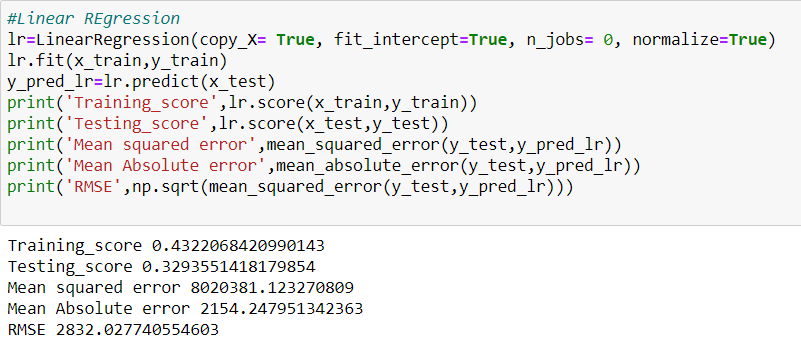 #Linear REgression
lr=LinearRegression(copy_X= True, fit_intercept=True, n_jobs= 0, normalize=True)
lr.fit(x_train,y_train)
y_pred_lr=lr.predict(x_test)
print('Training_score',lr.score(x_train,y_train))
print('Testing_score',lr.score(x_test,y_test))
print('Mean squared error',mean_squared_error(y_test,y_pred_lr))
print('Mean Absolute error',mean_absolute_error(y_test,y_pred_lr))
print('RMSE',np.sqrt(mean_squared_error(y_test,y_pred_lr)))
Training_score 0.4322068420990143
Testing_score 0.3293551418179854
Mean squared error 8020381.123270809
Mean Absolute error 2154.247951342363
RMSE 2832.027740554603